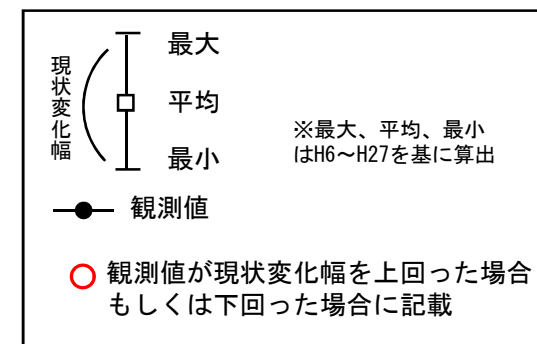 現状変化幅
最大
平均
最小
※最大、平均、最小
はH6～H27を基に算出
観測値
観測値が現状変化幅を上回った場合
もしくは下回った場合に記載